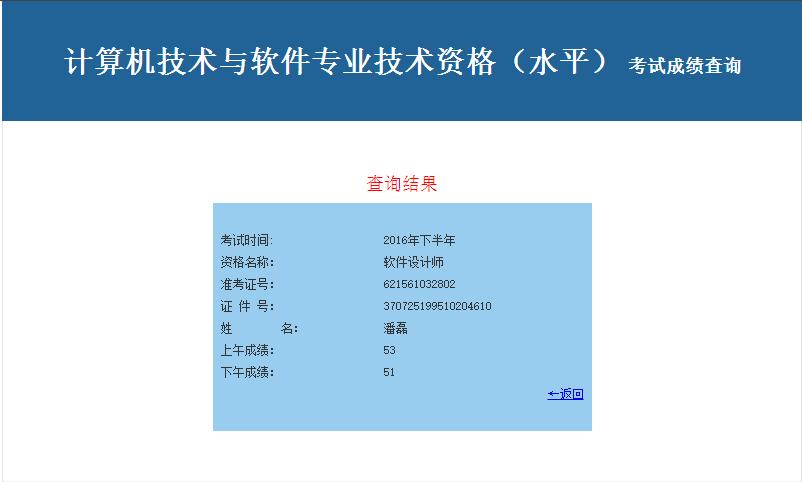 计算机技术与软件专业技术资格（水平） 考试成绩查询
查询结果
考试时间: 2016年下半年
资格名称: 软件设计师
准考证号: 621561032802
证 件 号: 370725199510204610
姓 名: 潘磊
上午成绩: 53
下午成绩: 51
←返回